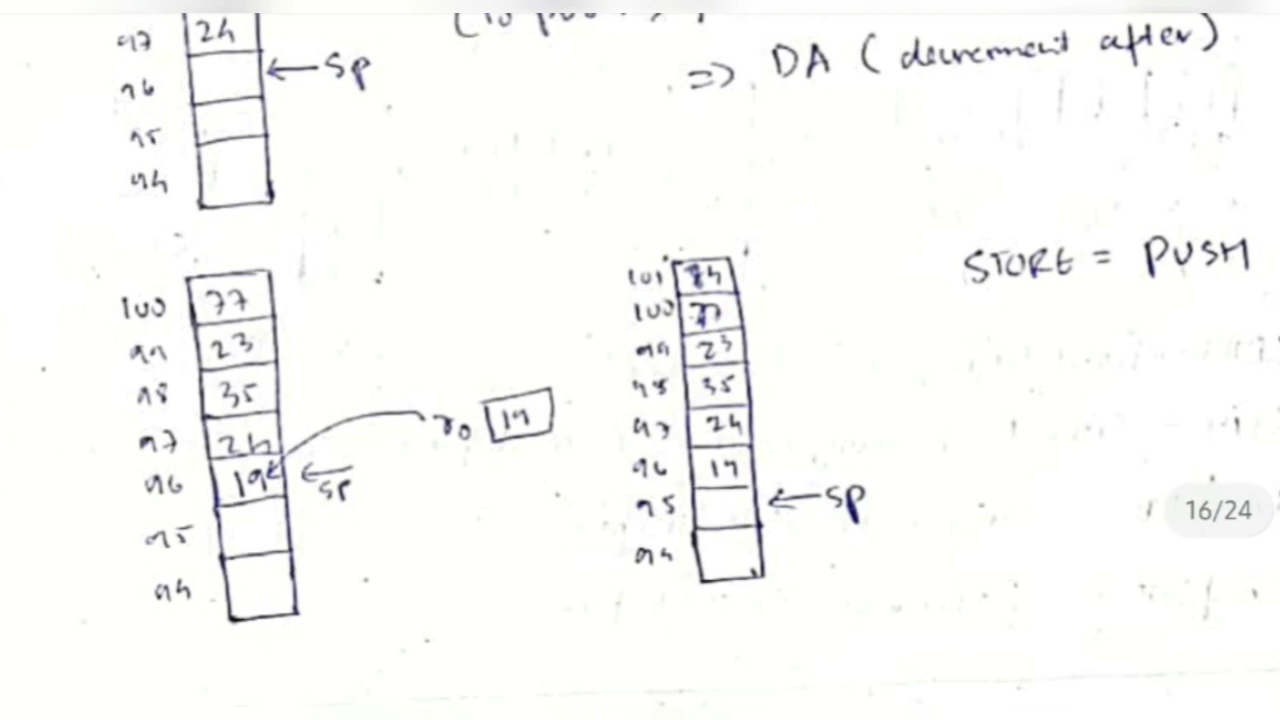 97 24
96 ← SP
95
94
=> DA (decrement after)
STORE = PUSH
100 77
99 23
98 35
97 24
96 19 ← SP
95
94
r0 19
101 74
100 77
99 23
98 35
97 24
96 19
95 ← SP
94
16/24